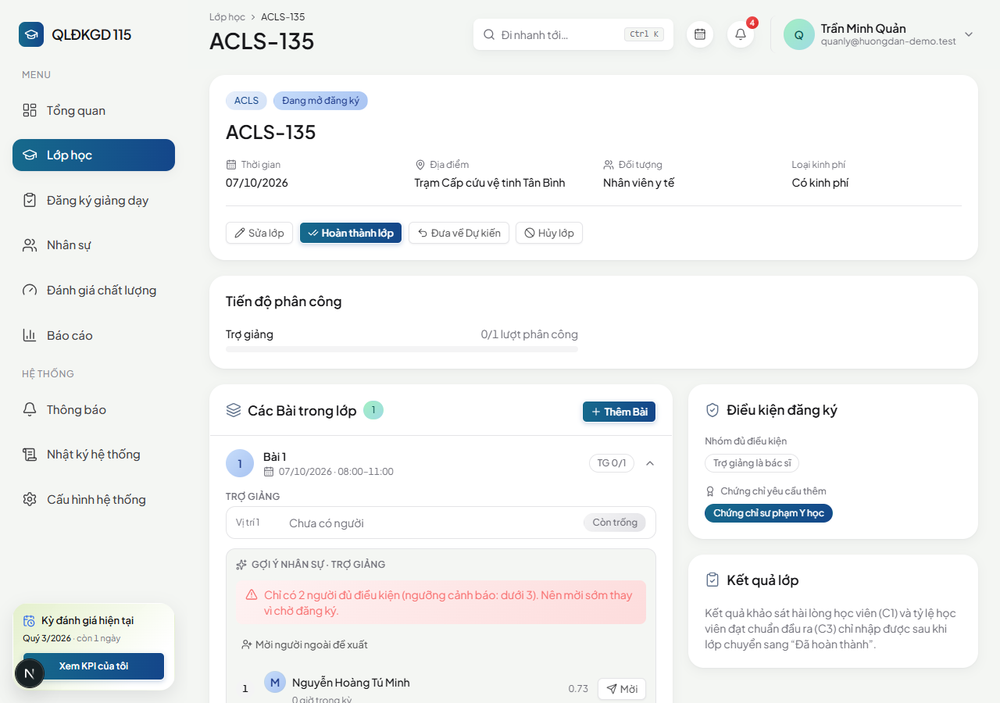 QLĐKGD 115
Lớp học > ACLS-135
ACLS-135
Đi nhanh tới...
Ctrl K
4
Q
Trần Minh Quản
quanly@huongdan-demo.test
MENU
Tổng quan
Lớp học
Đăng ký giảng dạy
Nhân sự
Đánh giá chất lượng
Báo cáo
HỆ THỐNG
Thông báo
Nhật ký hệ thống
Cấu hình hệ thống
Kỳ đánh giá hiện tại
Quý 3/2026 · còn 1 ngày
Xem KPI của tôi
N
ACLS
Đang mở đăng ký
ACLS-135
Thời gian
07/10/2026
Địa điểm
Trạm Cấp cứu vệ tinh Tân Bình
Đối tượng
Nhân viên y tế
Loại kinh phí
Có kinh phí
Sửa lớp
Hoàn thành lớp
Đưa về Dự kiến
Hủy lớp
Tiến độ phân công
Trợ giảng
0/1 lượt phân công
Các Bài trong lớp
1
Thêm Bài
1
Bài 1
07/10/2026 · 08:00–11:00
TG 0/1
TRỢ GIẢNG
Vị trí 1
Chưa có người
Còn trống
GỢI Ý NHÂN SỰ · TRỢ GIẢNG
Chỉ có 2 người đủ điều kiện (ngưỡng cảnh báo: dưới 3). Nên mời sớm thay
vì chờ đăng ký.
Mời người ngoài đề xuất
1
M
Nguyễn Hoàng Tú Minh
0 giờ trong kỳ
0.73
Mời
Điều kiện đăng ký
Nhóm đủ điều kiện
Trợ giảng là bác sĩ
Chứng chỉ yêu cầu thêm
Chứng chỉ sư phạm Y học
Kết quả lớp
Kết quả khảo sát hài lòng học viên (C1) và tỷ lệ học
viên đạt chuẩn đầu ra (C3) chỉ nhập được sau khi
lớp chuyển sang “Đã hoàn thành”.